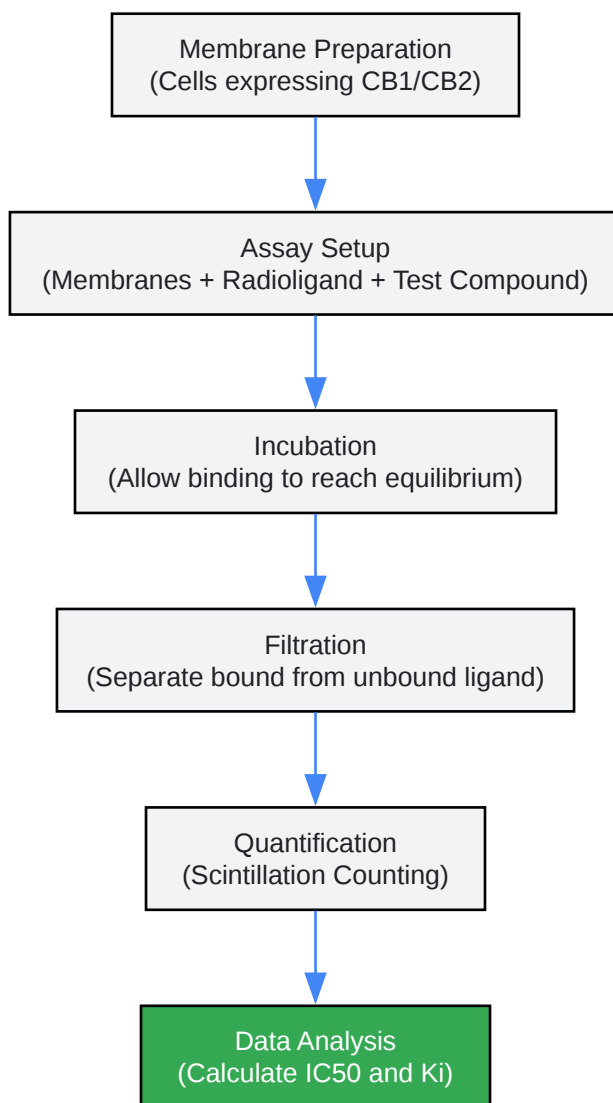 Membrane Preparation
(Cells expressing CB1/CB2)
Assay Setup
(Membranes + Radioligand + Test Compound)
Incubation
(Allow binding to reach equilibrium)
Filtration
(Separate bound from unbound ligand)
Quantification
(Scintillation Counting)
Data Analysis
(Calculate IC50 and Ki)